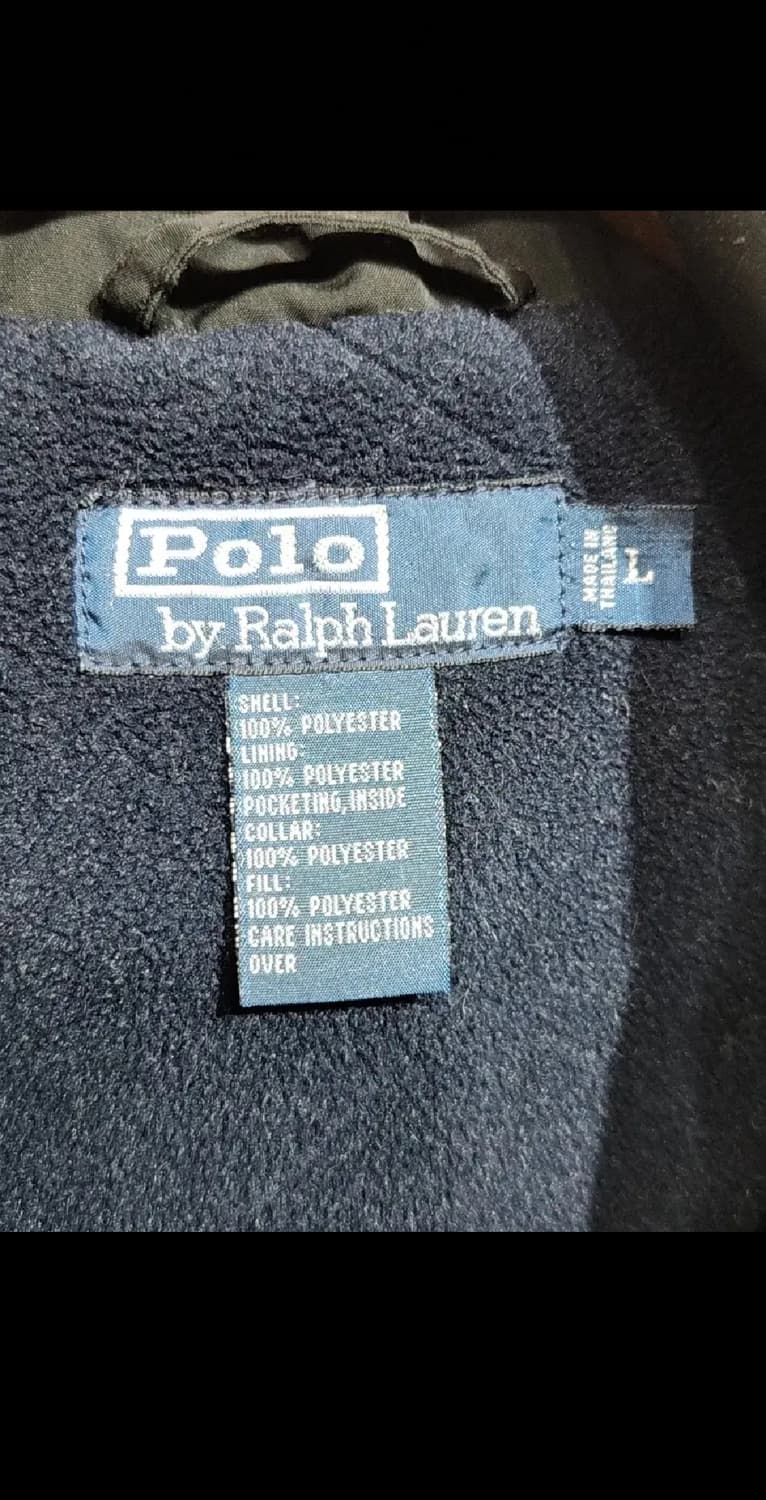 Polo
by Ralph Lauren
MADE IN
THAILAND
L
SHELL:
100% POLYESTER
LINING:
100% POLYESTER
POCKETING,INSIDE
COLLAR:
100% POLYESTER
FILL:
100% POLYESTER
CARE INSTRUCTIONS
OVER